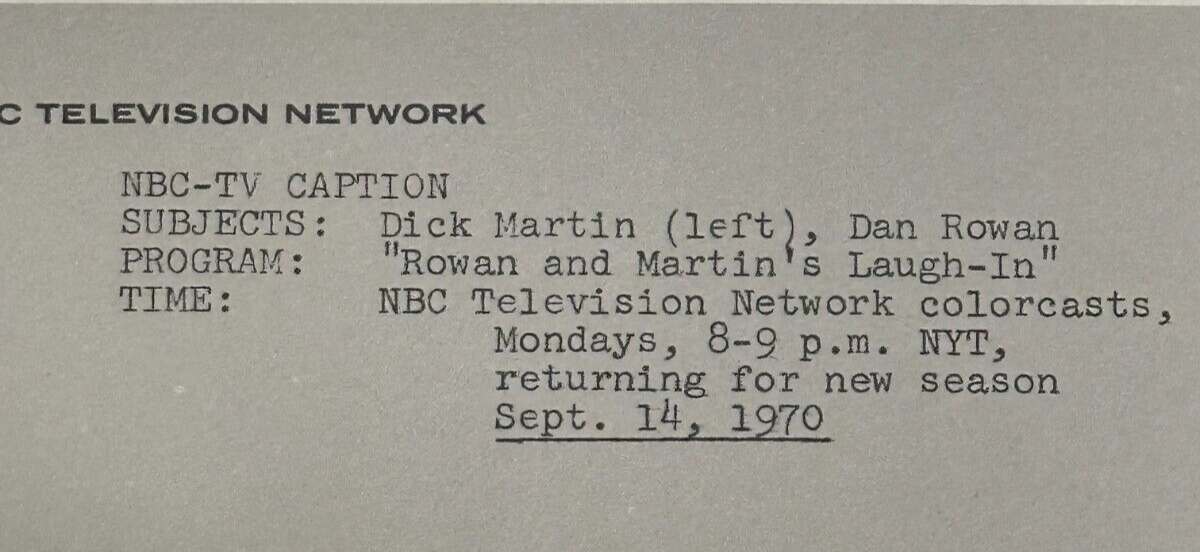 C TELEVISION NETWORK
NBC-TV CAPTION
SUBJECTS: Dick Martin (left), Dan Rowan
PROGRAM: "Rowan and Martin's Laugh-In"
TIME: NBC Television Network colorcasts,
Mondays, 8-9 p.m. NYT,
returning for new season
Sept. 14, 1970